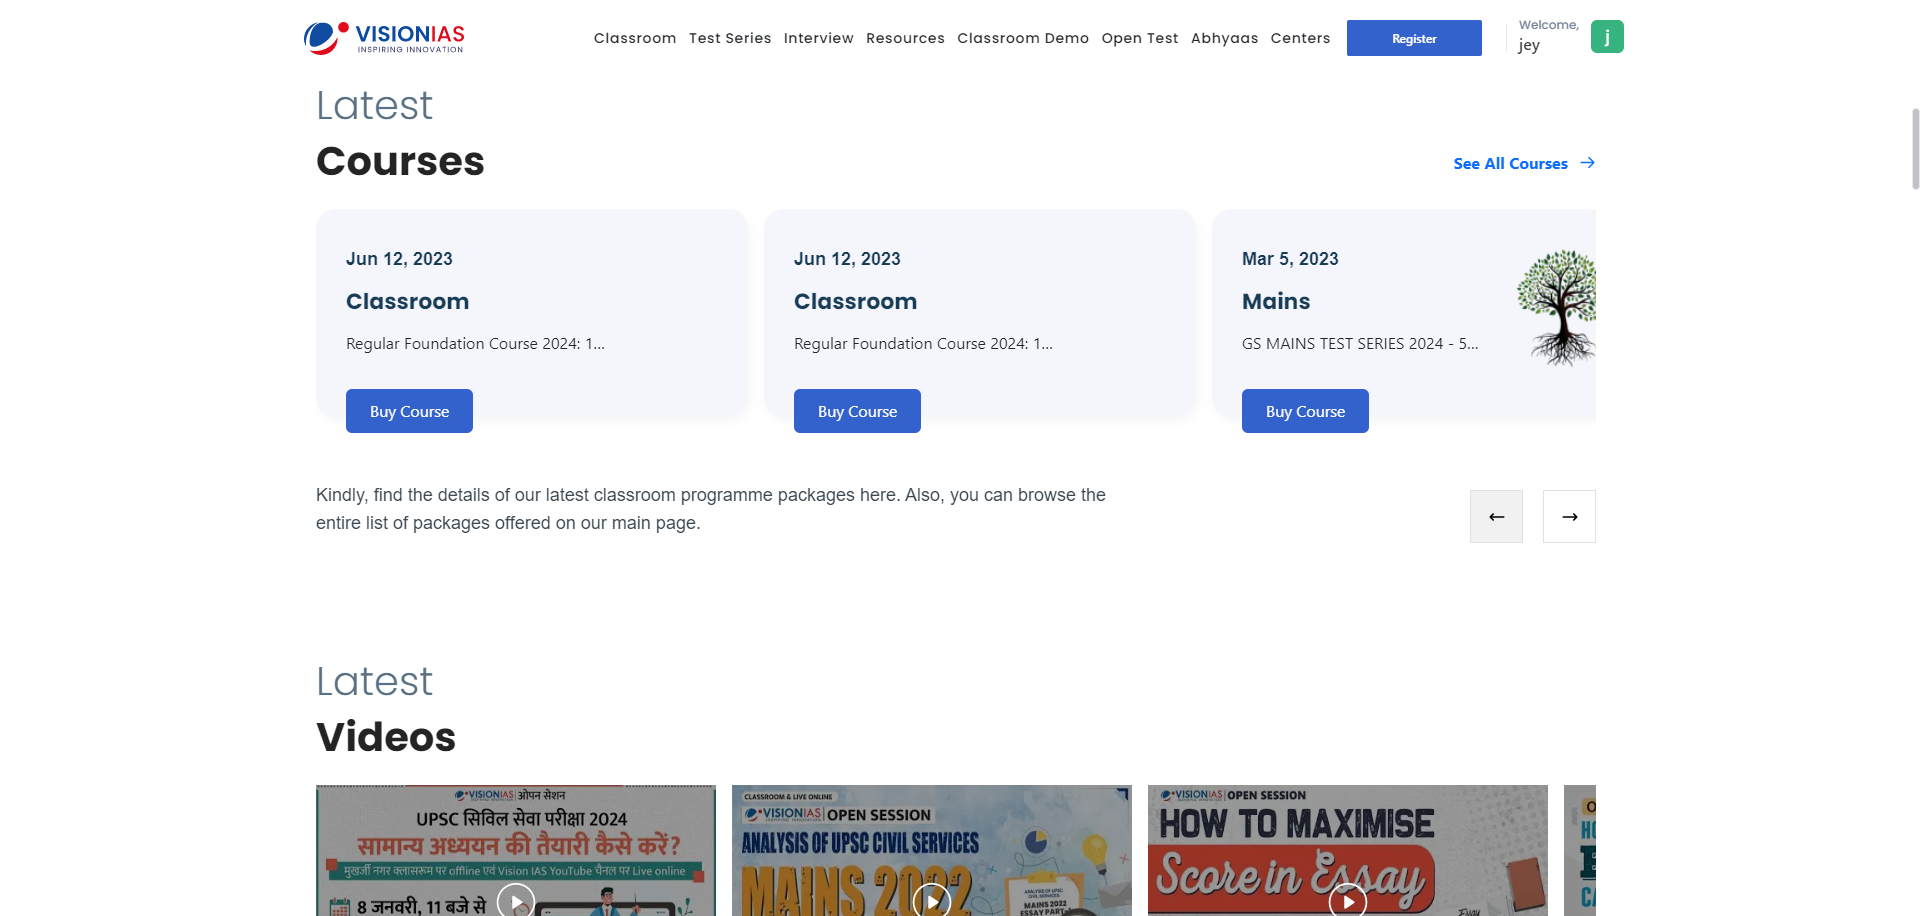 VISIONIAS
INSPIRING INNOVATION
Classroom Test Series Interview Resources Classroom Demo Open Test Abhyaas Centers
Register
Welcome,
jey
j
Latest
Courses
See All Courses →
Jun 12, 2023
Classroom
Regular Foundation Course 2024: 1...
Buy Course
Jun 12, 2023
Classroom
Regular Foundation Course 2024: 1...
Buy Course
Mar 5, 2023
Mains
GS MAINS TEST SERIES 2024 - 5...
Buy Course
Kindly, find the details of our latest classroom programme packages here. Also, you can browse the
entire list of packages offered on our main page.
← →
Latest
Videos
VISIONIAS ओपन सेशन
UPSC सिविल सेवा परीक्षा 2024
सामान्य अध्ययन की तैयारी कैसे करें?
मुखर्जी नगर क्लासरूम पर offline एवं Vision IAS YouTube चैनल पर Live online
8 जनवरी, 11 बजे से
CLASSROOM & LIVE ONLINE
VISIONIAS OPEN SESSION
ANALYSIS OF UPSC CIVIL SERVICES
MAINS 2022
ANALYSIS OF UPSC
CIVIL SERVICES
MAINS 2022
VISIONIAS OPEN SESSION
HOW TO MAXIMISE
Score in Essay
Essay